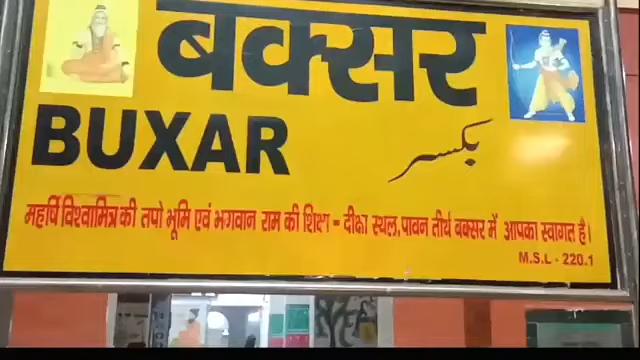 बक्सर
BUXAR
بکسر
महर्षि विश्वामित्र की तपो भूमि एवं भगवान राम की शिक्षा - दीक्षा स्थल, पावन तीर्थ बक्सर में आपका स्वागत है।
M.S.L - 220.1